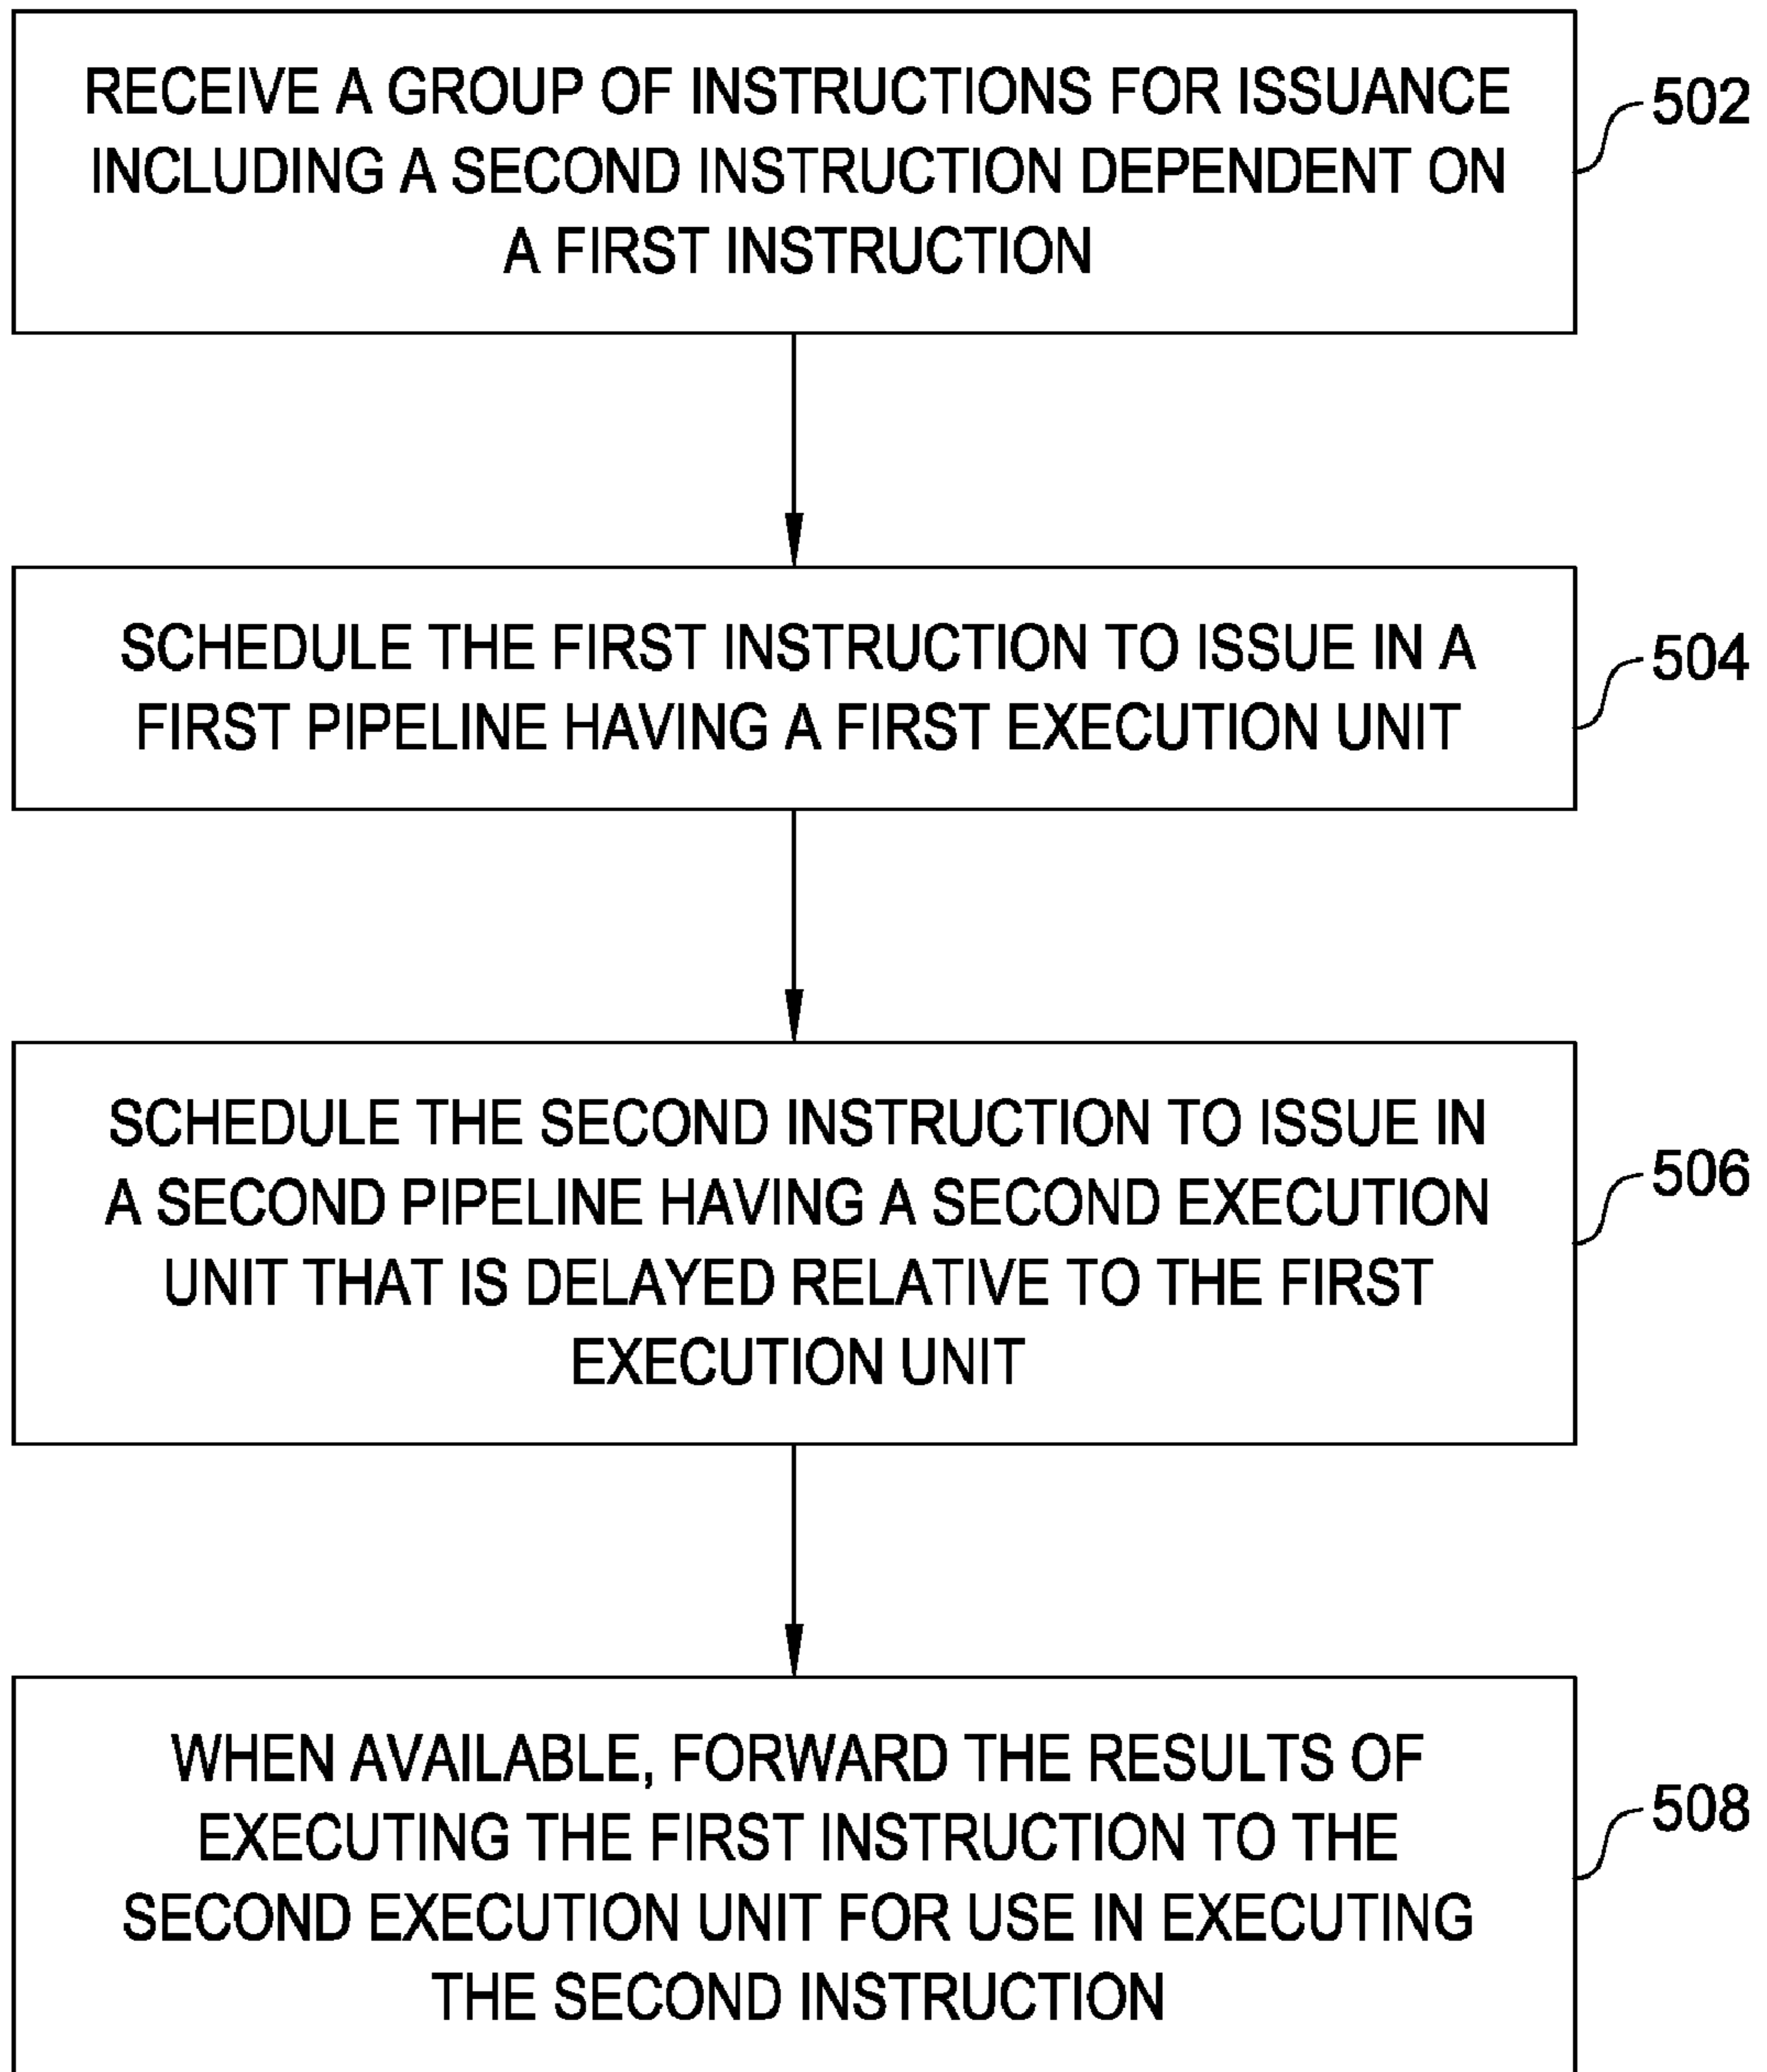 RECEIVE A GROUP OF INSTRUCTIONS FOR ISSUANCE
INCLUDING A SECOND INSTRUCTION DEPENDENT ON
A FIRST INSTRUCTION
502
SCHEDULE THE FIRST INSTRUCTION TO ISSUE IN A
FIRST PIPELINE HAVING A FIRST EXECUTION UNIT
504
SCHEDULE THE SECOND INSTRUCTION TO ISSUE IN
A SECOND PIPELINE HAVING A SECOND EXECUTION
UNIT THAT IS DELAYED RELATIVE TO THE FIRST
EXECUTION UNIT
506
WHEN AVAILABLE, FORWARD THE RESULTS OF
EXECUTING THE FIRST INSTRUCTION TO THE
SECOND EXECUTION UNIT FOR USE IN EXECUTING
THE SECOND INSTRUCTION
508